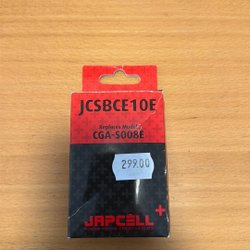 JCSBCE10E
Replaces Model(s)
CGA-S008E
299.00
JAPCELL+